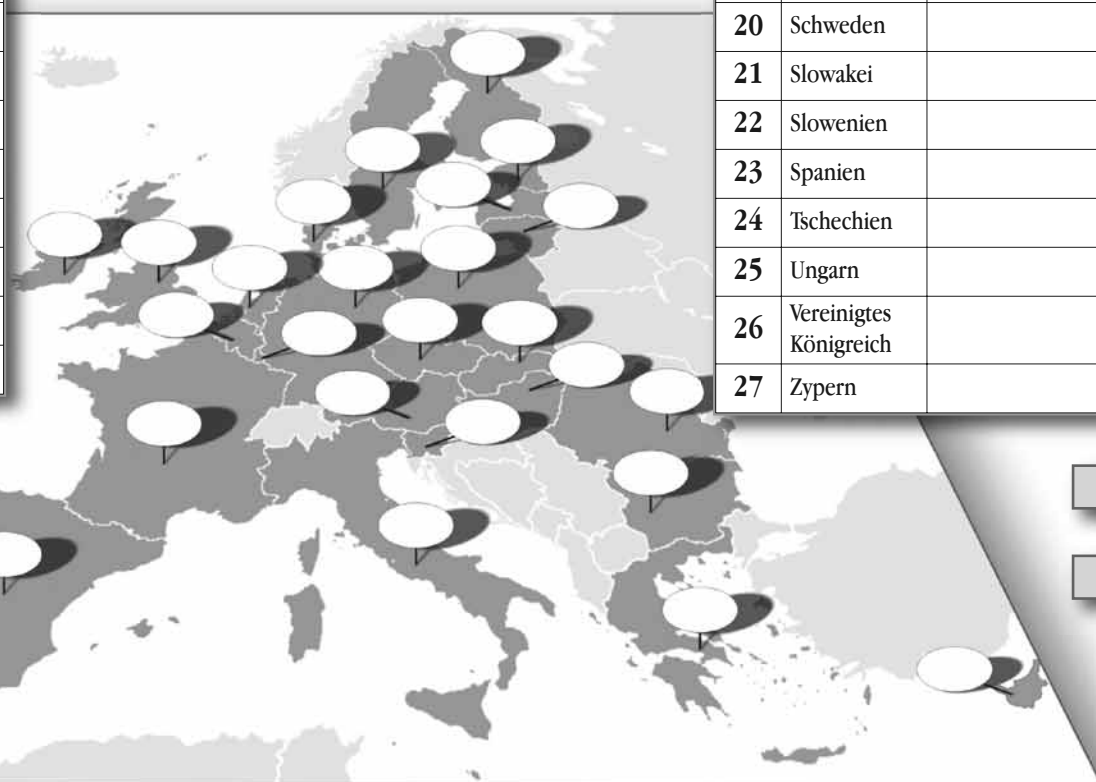 20 Schweden
21 Slowakei
22 Slowenien
23 Spanien
24 Tschechien
25 Ungarn
26 Vereinigtes
Königreich
27 Zypern